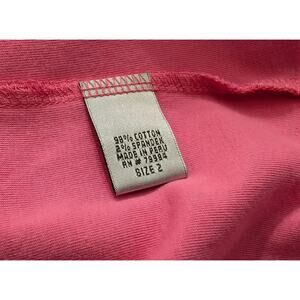 98% COTTON
2% SPANDEX
MADE IN PERU
RN # 79984
SIZE 2